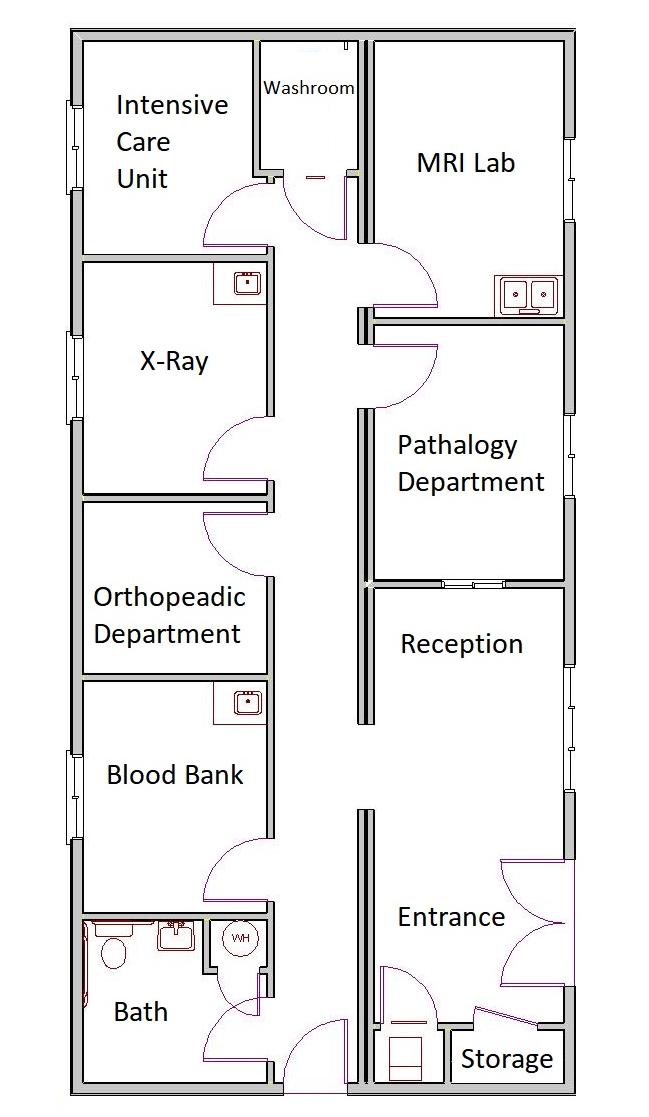 Intensive
Care
Unit
Washroom
MRI Lab
X-Ray
Pathalogy
Department
Orthopeadic
Department
Reception
Blood Bank
Entrance
WH
Bath
Storage